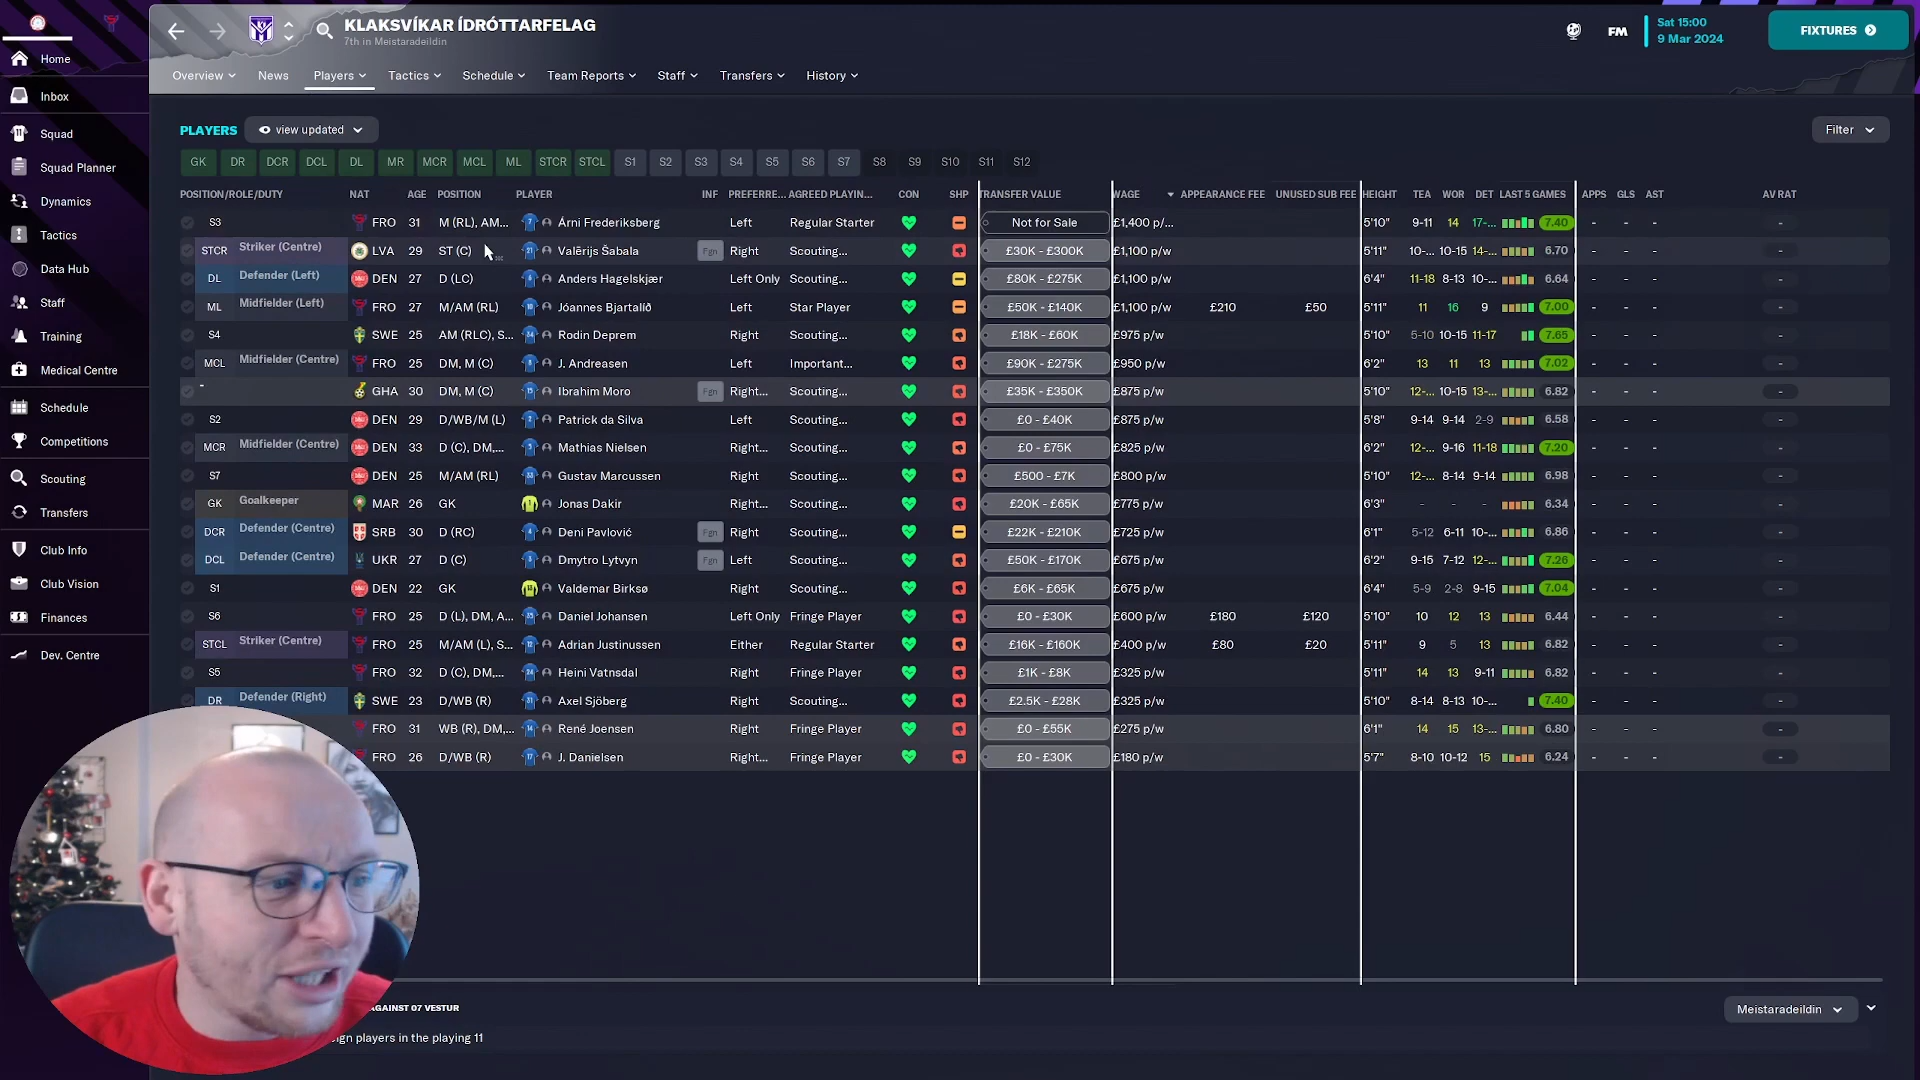 KLAKSVÍKAR ÍDRÓTTARFELAG
7th in Meistaradeildin
FM
Sat 15:00
9 Mar 2024
FIXTURES
Overview News Players Tactics Schedule Team Reports Staff Transfers History
Home
Inbox
Squad
Squad Planner
Dynamics
Tactics
Data Hub
Staff
Training
Medical Centre
Schedule
Competitions
Scouting
Transfers
Club Info
Club Vision
Finances
Dev. Centre
PLAYERS view updated Filter
GK DR DCR DCL DL MR MCR MCL ML STCR STCL S1 S2 S3 S4 S5 S6 S7 S8 S9 S10 S11 S12
POSITION/ROLE/DUTY NAT AGE POSITION PLAYER INF PREFERRE... AGREED PLAYIN... CON SHP TRANSFER VALUE WAGE APPEARANCE FEE UNUSED SUB FEE HEIGHT TEA WOR DET LAST 5 GAMES APPS GLS AST AV RAT
S3 FRO 31 M (RL), AM... Árni Frederiksberg Left Regular Starter Not for Sale £1,400 p/... 5'10" 9-11 14 17-... 7.40 - - - -
STCR Striker (Centre) LVA 29 ST (C) Valērijs Šabala Fgn Right Scouting... £30K - £300K £1,100 p/w 5'11" 10-... 10-15 14-... 6.70 - - - -
DL Defender (Left) DEN 27 D (LC) Anders Hagelskjær Left Only Scouting... £80K - £275K £1,100 p/w 6'4" 11-18 8-13 10-... 6.64 - - - -
ML Midfielder (Left) FRO 27 M/AM (RL) Jóannes Bjartalíð Left Star Player £50K - £140K £1,100 p/w £210 £50 5'11" 11 16 9 7.00 - - - -
S4 SWE 25 AM (RLC), S... Rodin Deprem Right Scouting... £18K - £60K £975 p/w 5'10" 5-10 10-15 11-17 7.65 - - - -
MCL Midfielder (Centre) FRO 25 DM, M (C) J. Andreasen Left Important... £90K - £275K £950 p/w 6'2" 13 11 13 7.02 - - - -
- GHA 30 DM, M (C) Ibrahim Moro Fgn Right... Scouting... £35K - £350K £875 p/w 5'10" 12-... 10-15 13-... 6.82 - - - -
S2 DEN 29 D/WB/M (L) Patrick da Silva Left Scouting... £0 - £40K £875 p/w 5'8" 9-14 9-14 2-9 6.58 - - - -
MCR Midfielder (Centre) DEN 33 D (C), DM,... Mathias Nielsen Right Scouting... £0 - £75K £825 p/w 6'2" 12-... 9-16 11-18 7.20 - - - -
S7 DEN 25 M/AM (RL) Gustav Marcussen Right Scouting... £500 - £7K £800 p/w 5'10" 12-... 8-14 9-14 6.98 - - - -
GK Goalkeeper MAR 26 GK Jonas Dakir Right... Scouting... £20K - £65K £775 p/w 6'3" - - - 6.34 - - - -
DCR Defender (Centre) SRB 30 D (RC) Deni Pavlović Fgn Right Scouting... £22K - £210K £725 p/w 6'1" 5-12 6-11 10-... 6.86 - - - -
DCL Defender (Centre) UKR 27 D (C) Dmytro Lytvyn Fgn Left Scouting... £50K - £170K £675 p/w 6'2" 9-15 7-12 12-... 7.26 - - - -
S1 DEN 22 GK Valdemar Birksø Right Scouting... £6K - £65K £675 p/w 6'4" 5-9 2-8 9-15 7.04 - - - -
S6 FRO 25 D (L), DM, A... Daniel Johansen Left Only Fringe Player £0 - £30K £600 p/w £180 £120 5'10" 10 12 13 6.44 - - - -
STCL Striker (Centre) FRO 25 M/AM (L), S... Adrian Justinussen Either Regular Starter £16K - £160K £400 p/w £80 £20 5'11" 9 5 13 6.82 - - - -
S5 FRO 32 D (C), DM,... Heini Vatnsdal Right Fringe Player £1K - £8K £325 p/w 5'11" 14 13 9-11 6.82 - - - -
DR Defender (Right) SWE 23 D/WB (R) Axel Sjöberg Right Scouting... £2.5K - £28K £325 p/w 5'10" 8-14 8-13 10-... 7.40 - - - -
FRO 31 WB (R), DM,... René Joensen Right Fringe Player £0 - £55K £275 p/w 6'1" 14 15 13-... 6.80 - - - -
FRO 26 D/WB (R) J. Danielsen Right... Fringe Player £0 - £30K £180 p/w 5'7" 8-10 10-12 15 6.24 - - - -
AGAINST 07 VESTUR
ign players in the playing 11
Meistaradeildin